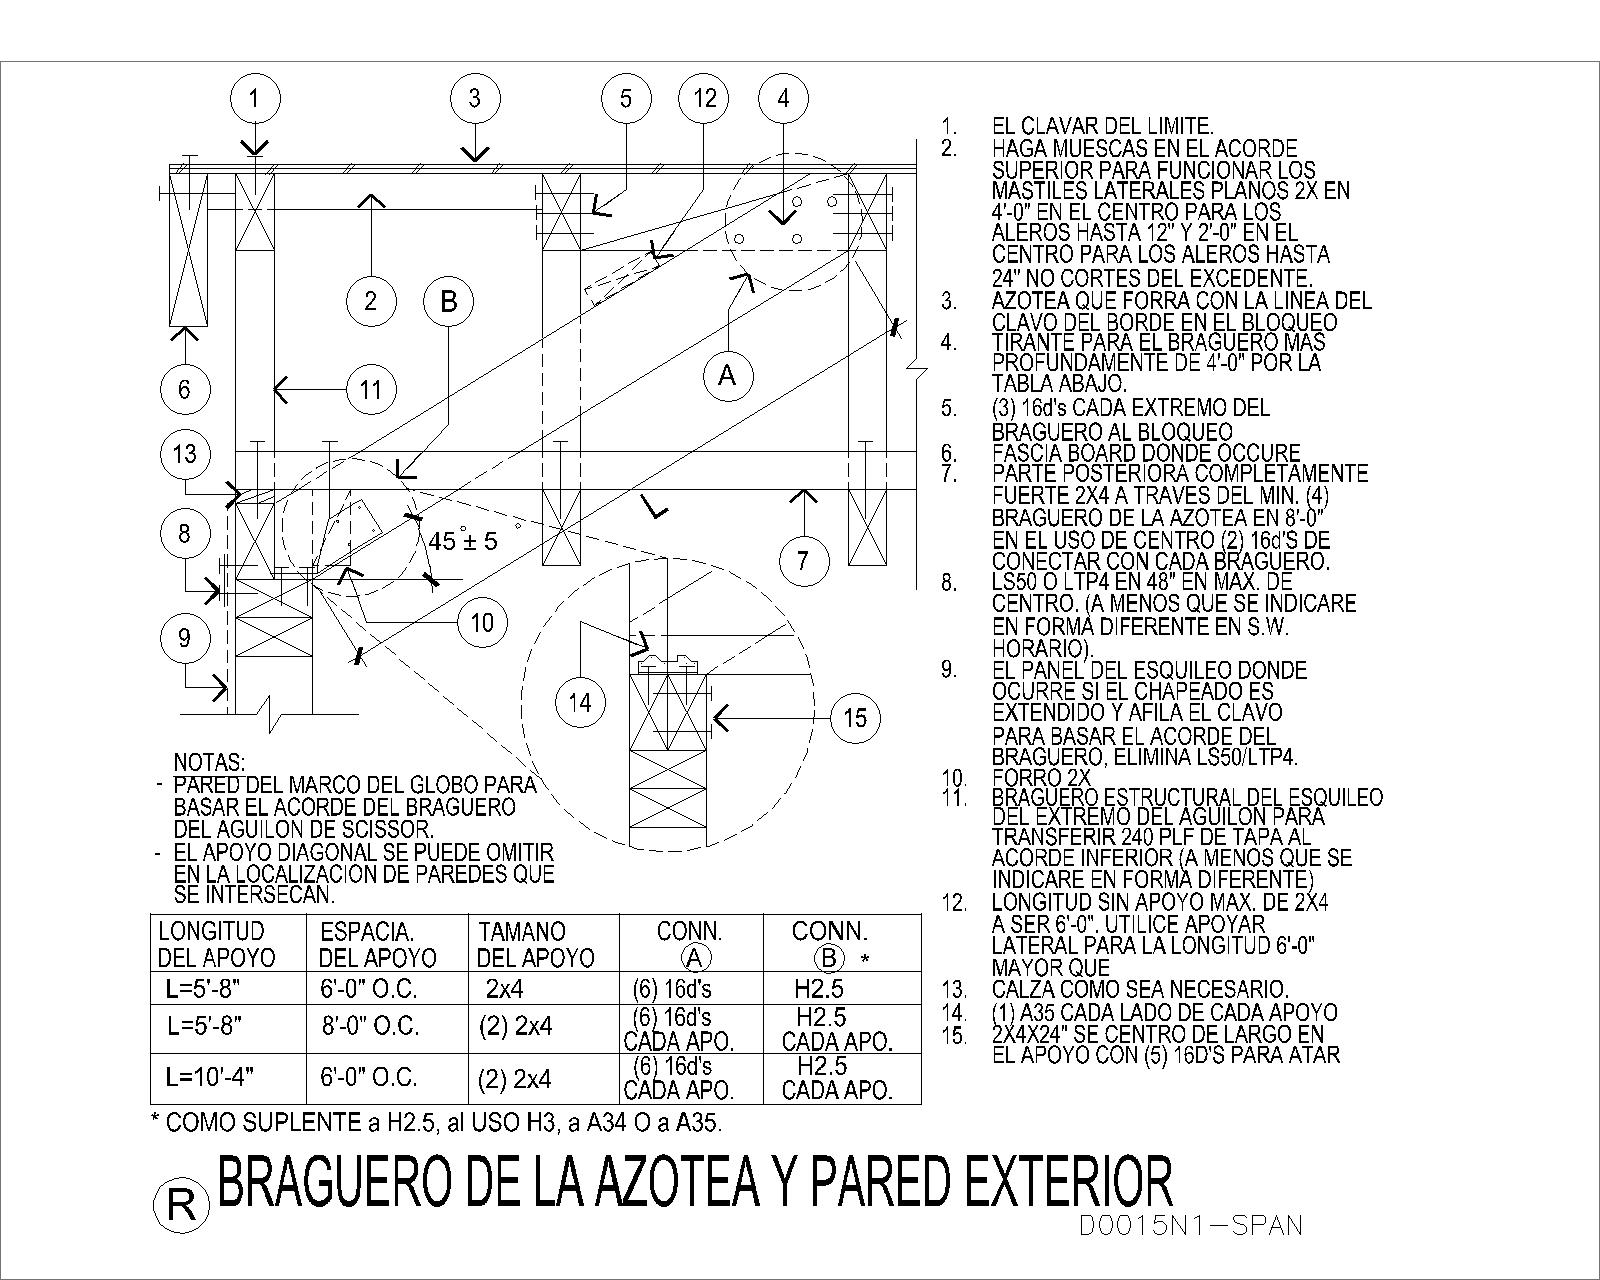 1
3
5
12
4
2
B
A
6
11
13
8
45°± 5
7
10
9
L
14
15
1. EL CLAVAR DEL LIMITE.
2. HAGA MUESCAS EN EL ACORDE
SUPERIOR PARA FUNCIONAR LOS
MASTILES LATERALES PLANOS 2X EN
4'-0" EN EL CENTRO PARA LOS
ALEROS HASTA 12" Y 2'-0" EN EL
CENTRO PARA LOS ALEROS HASTA
24" NO CORTES DEL EXCEDENTE.
3. AZOTEA QUE FORRA CON LA LINEA DEL
CLAVO DEL BORDE EN EL BLOQUEO
4. TIRANTE PARA EL BRAGUERO MAS
PROFUNDAMENTE DE 4'-0" POR LA
TABLA ABAJO.
5. (3) 16d's CADA EXTREMO DEL
BRAGUERO AL BLOQUEO
6. FASCIA BOARD DONDE OCCURE
7. PARTE POSTERIORA COMPLETAMENTE
FUERTE 2X4 A TRAVES DEL MIN. (4)
BRAGUERO DE LA AZOTEA EN 8'-0"
EN EL USO DE CENTRO (2) 16d'S DE
CONECTAR CON CADA BRAGUERO.
8. LS50 O LTP4 EN 48" EN MAX. DE
CENTRO. (A MENOS QUE SE INDICARE
EN FORMA DIFERENTE EN S.W.
HORARIO).
9. EL PANEL DEL ESQUILEO DONDE
OCURRE SI EL CHAPEADO ES
EXTENDIDO Y AFILA EL CLAVO
PARA BASAR EL ACORDE DEL
BRAGUERO, ELIMINA LS50/LTP4.
10. FORRO 2X
11. BRAGUERO ESTRUCTURAL DEL ESQUILEO
DEL EXTREMO DEL AGUILON PARA
TRANSFERIR 240 PLF DE TAPA AL
ACORDE INFERIOR (A MENOS QUE SE
INDICARE EN FORMA DIFERENTE)
12. LONGITUD SIN APOYO MAX. DE 2X4
A SER 6'-0". UTILICE APOYAR
LATERAL PARA LA LONGITUD 6'-0"
MAYOR QUE
13. CALZA COMO SEA NECESARIO.
14. (1) A35 CADA LADO DE CADA APOYO
15. 2X4X24" SE CENTRO DE LARGO EN
EL APOYO CON (5) 16D'S PARA ATAR
NOTAS:
- PARED DEL MARCO DEL GLOBO PARA
BASAR EL ACORDE DEL BRAGUERO
DEL AGUILON DE SCISSOR.
- EL APOYO DIAGONAL SE PUEDE OMITIR
EN LA LOCALIZACION DE PAREDES QUE
SE INTERSECAN.
LONGITUD DEL APOYO
ESPACIA. DEL APOYO
TAMANO DEL APOYO
CONN. A
CONN. B *
L=5'-8" 6'-0" O.C. 2x4 (6) 16d's H2.5
L=5'-8" 8'-0" O.C. (2) 2x4 (6) 16d's CADA APO. H2.5 CADA APO.
L=10'-4" 6'-0" O.C. (2) 2x4 (6) 16d's CADA APO. H2.5 CADA APO.
* COMO SUPLENTE a H2.5, al USO H3, a A34 O a A35.
R BRAGUERO DE LA AZOTEA Y PARED EXTERIOR
D0015N1-SPAN